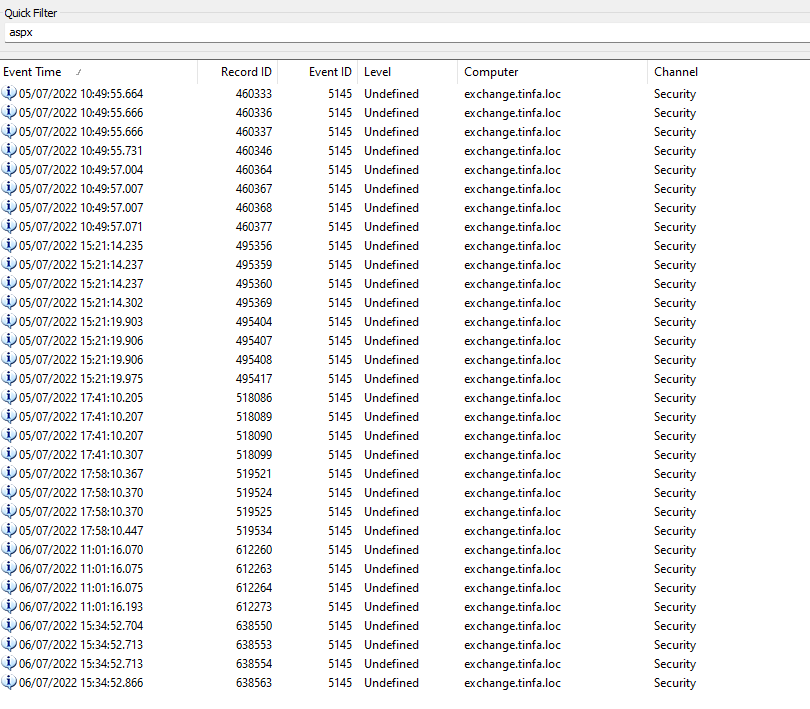 Quick Filter
aspx
Event Time Record ID Event ID Level Computer Channel
05/07/2022 10:49:55.664 460333 5145 Undefined exchange.tinfa.loc Security
05/07/2022 10:49:55.666 460336 5145 Undefined exchange.tinfa.loc Security
05/07/2022 10:49:55.666 460337 5145 Undefined exchange.tinfa.loc Security
05/07/2022 10:49:55.731 460346 5145 Undefined exchange.tinfa.loc Security
05/07/2022 10:49:57.004 460364 5145 Undefined exchange.tinfa.loc Security
05/07/2022 10:49:57.007 460367 5145 Undefined exchange.tinfa.loc Security
05/07/2022 10:49:57.007 460368 5145 Undefined exchange.tinfa.loc Security
05/07/2022 10:49:57.071 460377 5145 Undefined exchange.tinfa.loc Security
05/07/2022 15:21:14.235 495356 5145 Undefined exchange.tinfa.loc Security
05/07/2022 15:21:14.237 495359 5145 Undefined exchange.tinfa.loc Security
05/07/2022 15:21:14.237 495360 5145 Undefined exchange.tinfa.loc Security
05/07/2022 15:21:14.302 495369 5145 Undefined exchange.tinfa.loc Security
05/07/2022 15:21:19.903 495404 5145 Undefined exchange.tinfa.loc Security
05/07/2022 15:21:19.906 495407 5145 Undefined exchange.tinfa.loc Security
05/07/2022 15:21:19.906 495408 5145 Undefined exchange.tinfa.loc Security
05/07/2022 15:21:19.975 495417 5145 Undefined exchange.tinfa.loc Security
05/07/2022 17:41:10.205 518086 5145 Undefined exchange.tinfa.loc Security
05/07/2022 17:41:10.207 518089 5145 Undefined exchange.tinfa.loc Security
05/07/2022 17:41:10.207 518090 5145 Undefined exchange.tinfa.loc Security
05/07/2022 17:41:10.307 518099 5145 Undefined exchange.tinfa.loc Security
05/07/2022 17:58:10.367 519521 5145 Undefined exchange.tinfa.loc Security
05/07/2022 17:58:10.370 519524 5145 Undefined exchange.tinfa.loc Security
05/07/2022 17:58:10.370 519525 5145 Undefined exchange.tinfa.loc Security
05/07/2022 17:58:10.447 519534 5145 Undefined exchange.tinfa.loc Security
06/07/2022 11:01:16.070 612260 5145 Undefined exchange.tinfa.loc Security
06/07/2022 11:01:16.075 612263 5145 Undefined exchange.tinfa.loc Security
06/07/2022 11:01:16.075 612264 5145 Undefined exchange.tinfa.loc Security
06/07/2022 11:01:16.193 612273 5145 Undefined exchange.tinfa.loc Security
06/07/2022 15:34:52.704 638550 5145 Undefined exchange.tinfa.loc Security
06/07/2022 15:34:52.713 638553 5145 Undefined exchange.tinfa.loc Security
06/07/2022 15:34:52.713 638554 5145 Undefined exchange.tinfa.loc Security
06/07/2022 15:34:52.866 638563 5145 Undefined exchange.tinfa.loc Security